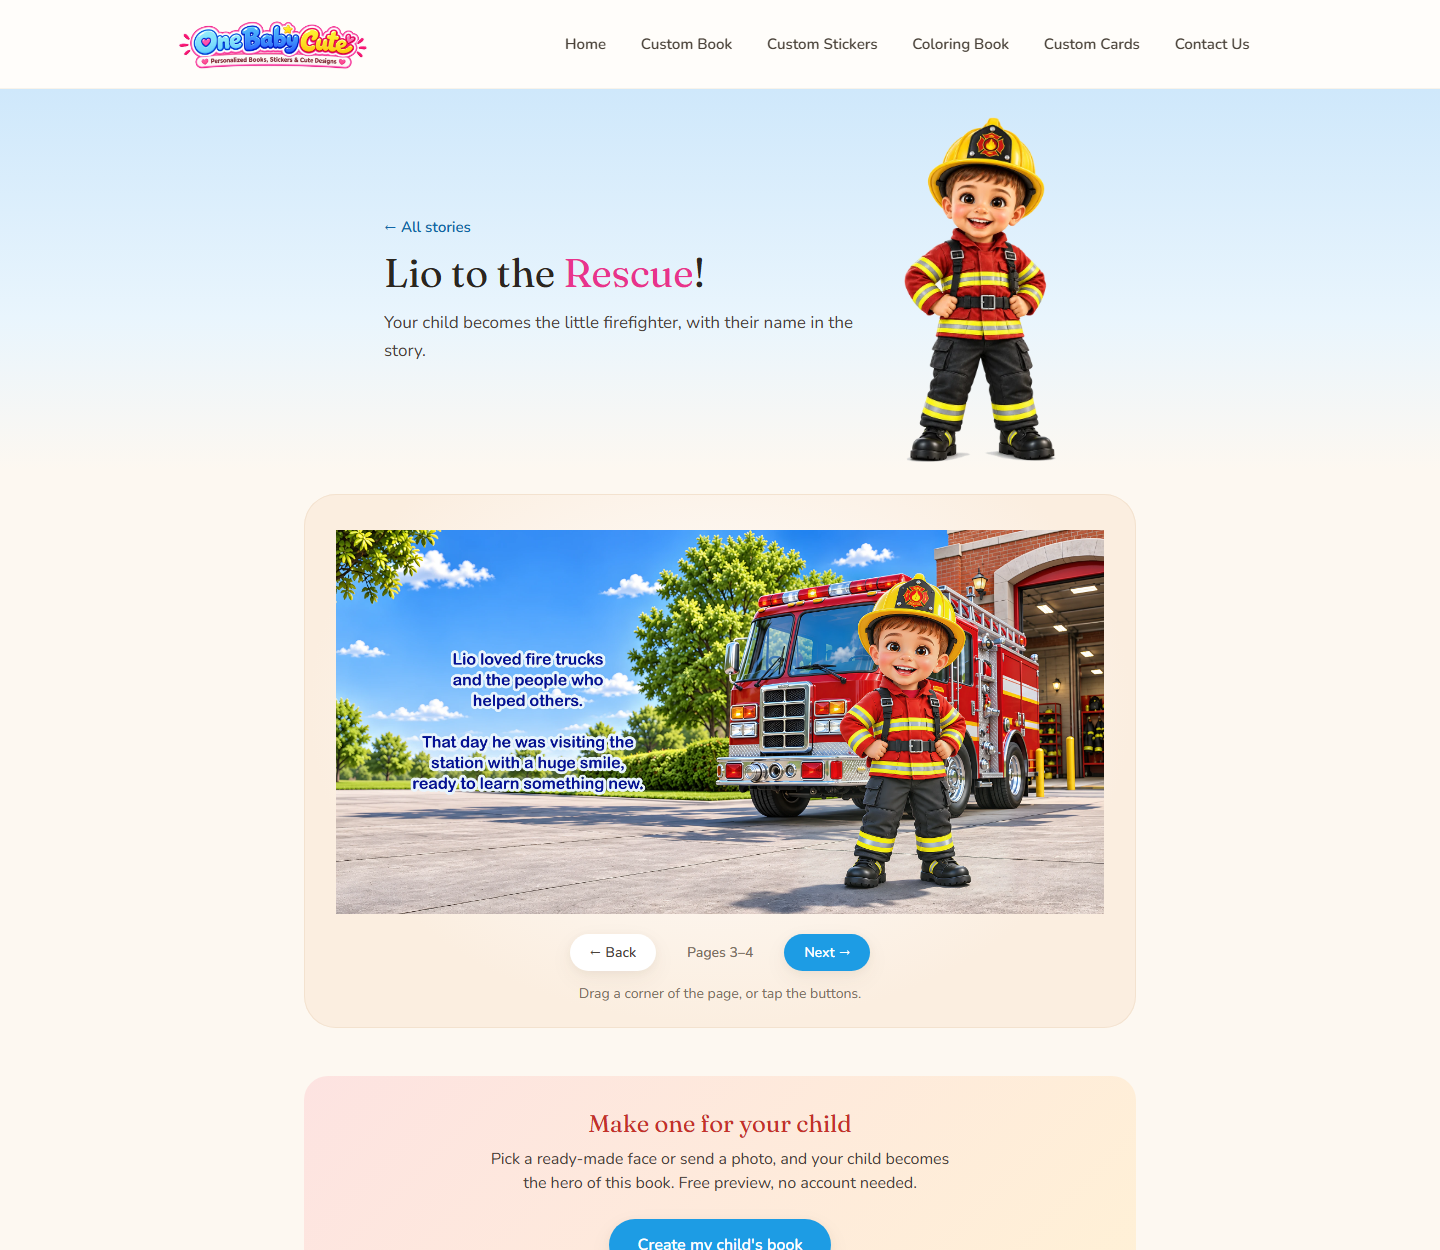 OneBabyCute
Personalized Books, Stickers & Cute Designs
Home Custom Book Custom Stickers Coloring Book Custom Cards Contact Us
← All stories
Lio to the Rescue!
Your child becomes the little firefighter, with their name in the
story.
Lio loved fire trucks
and the people who
helped others.
That day he was visiting the
station with a huge smile,
ready to learn something new.
← Back Pages 3–4 Next →
Drag a corner of the page, or tap the buttons.
Make one for your child
Pick a ready-made face or send a photo, and your child becomes
the hero of this book. Free preview, no account needed.
Create my child's book